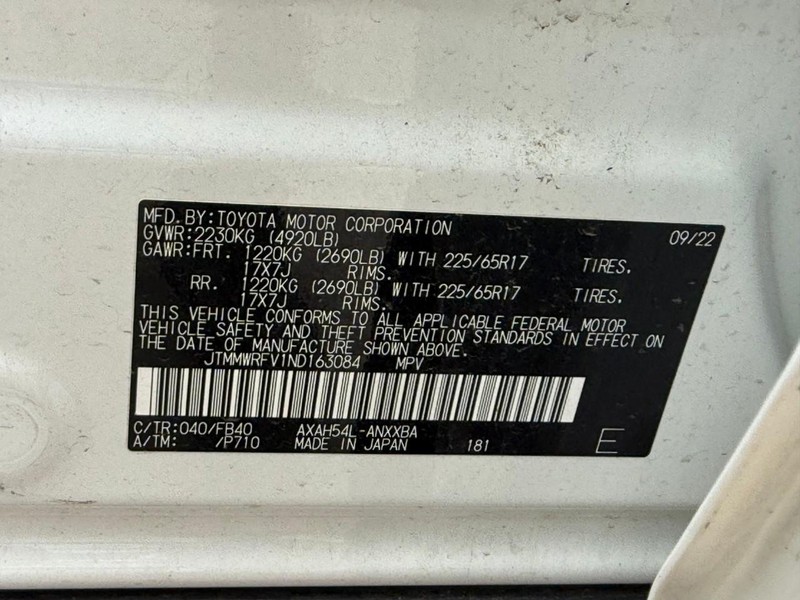 MFD. BY: TOYOTA MOTOR CORPORATION 09/22
GVWR: 2230KG (4920LB)
GAWR: FRT. 1220KG (2690LB) WITH 225/65R17 TIRES.
17X7J RIMS.
RR. 1220KG (2690LB) WITH 225/65R17 TIRES.
17X7J RIMS.
THIS VEHICLE CONFORMS TO ALL APPLICABLE FEDERAL MOTOR
VEHICLE SAFETY AND THEFT PREVENTION STANDARDS IN EFFECT ON
THE DATE OF MANUFACTURE SHOWN ABOVE.
JTMMWRFV1ND163084 MPV
C/TR: 040/FB40 AXAH54L-ANXXBA
A/TM: /P710 MADE IN JAPAN 181 E